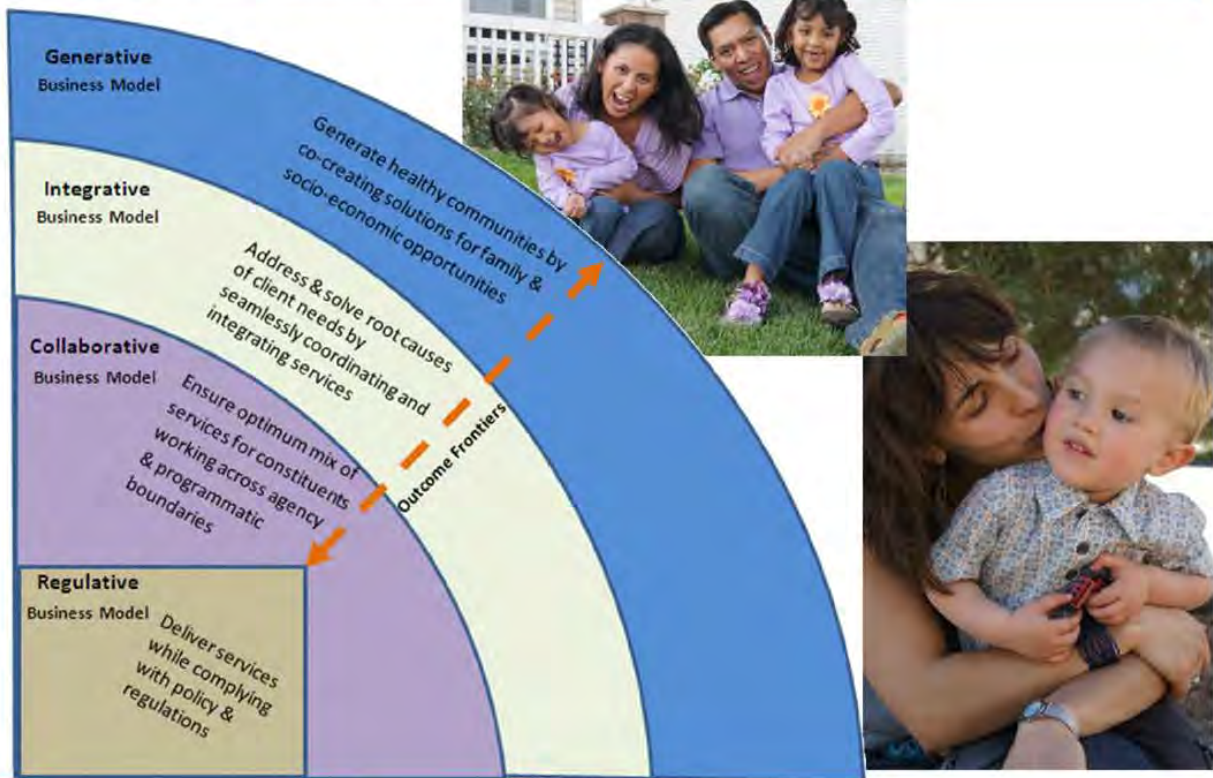 Generative
Business Model
Generate healthy communities by
co-creating solutions for family &
socio-economic opportunities
Integrative
Business Model
Address & solve root causes
of client needs by
seamlessly coordinating and
integrating services
Collaborative
Business Model
Ensure optimum mix of
services for constituents
working across agency
& programmatic
boundaries
Outcome Frontiers
Regulative
Business Model
Deliver services
while complying
with policy &
regulations